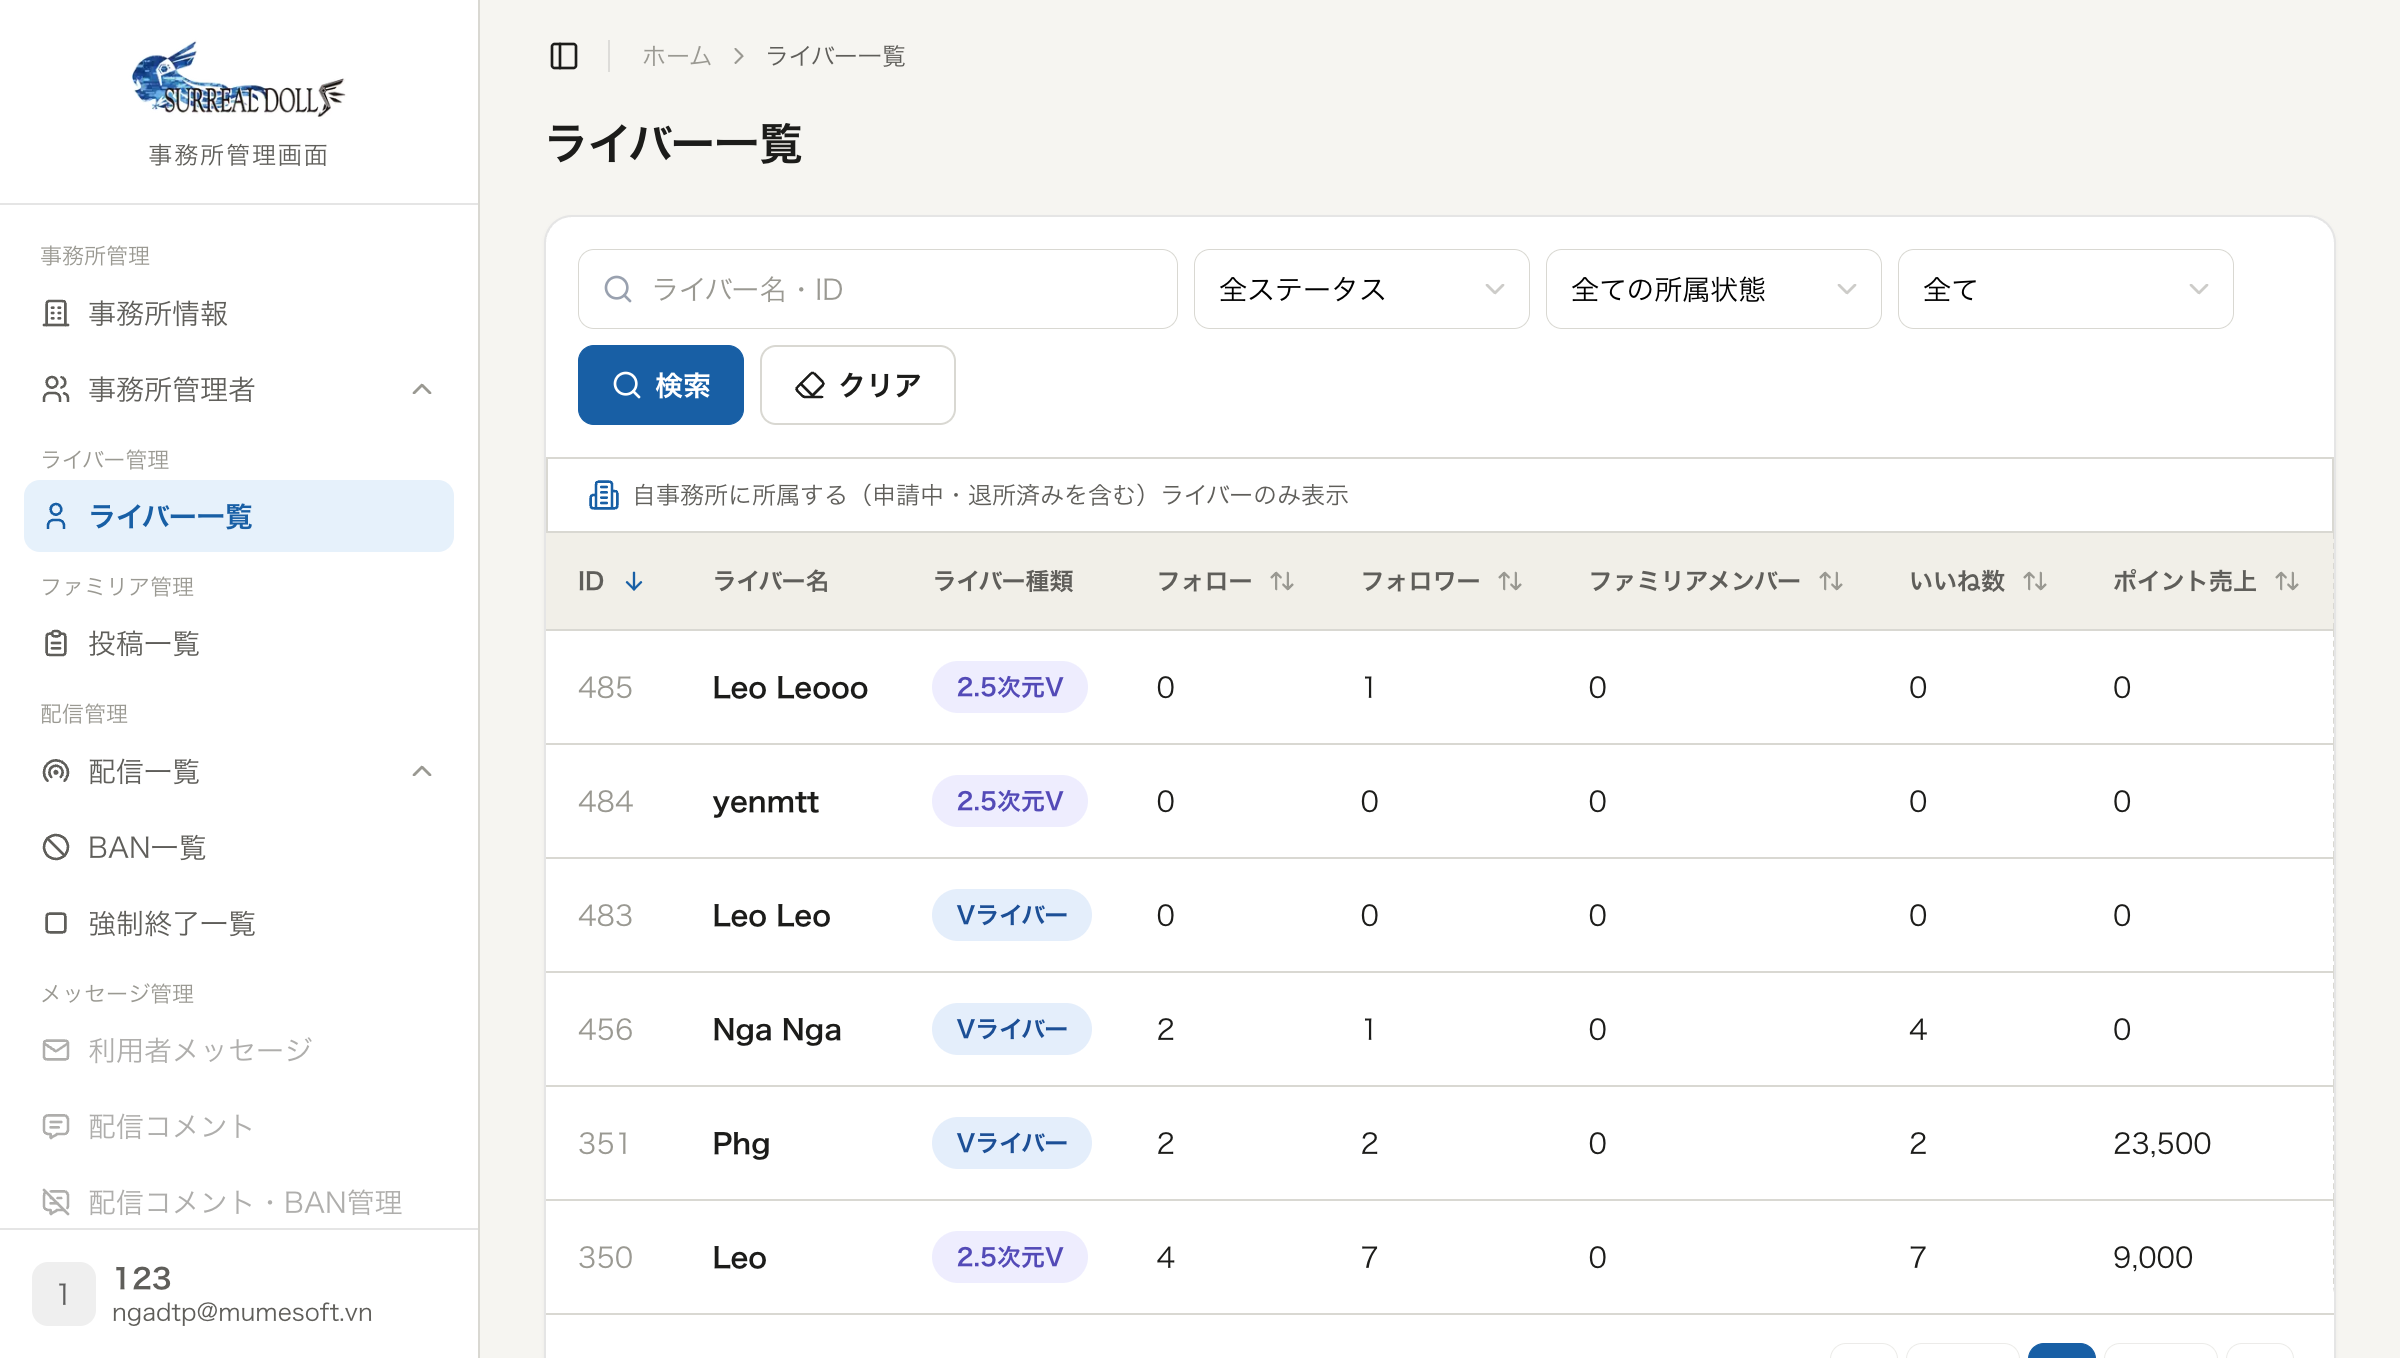 SURREAL DOLL
事務所管理画面
事務所管理
事務所情報
事務所管理者
ライバー管理
ライバー一覧
ファミリア管理
投稿一覧
配信管理
配信一覧
BAN一覧
強制終了一覧
メッセージ管理
利用者メッセージ
配信コメント
配信コメント・BAN管理
1
123
ngadtp@mumesoft.vn
ホーム ライバー一覧
ライバー一覧
ライバー名・ID 全ステータス 全ての所属状態 全て
検索 クリア
自事務所に所属する（申請中・退所済みを含む）ライバーのみ表示
ID ライバー名 ライバー種類 フォロー フォロワー ファミリアメンバー いいね数 ポイント売上
485 Leo Leooo 2.5次元V 0 1 0 0 0
484 yenmtt 2.5次元V 0 0 0 0 0
483 Leo Leo Vライバー 0 0 0 0 0
456 Nga Nga Vライバー 2 1 0 4 0
351 Phg Vライバー 2 2 0 2 23,500
350 Leo 2.5次元V 4 7 0 7 9,000